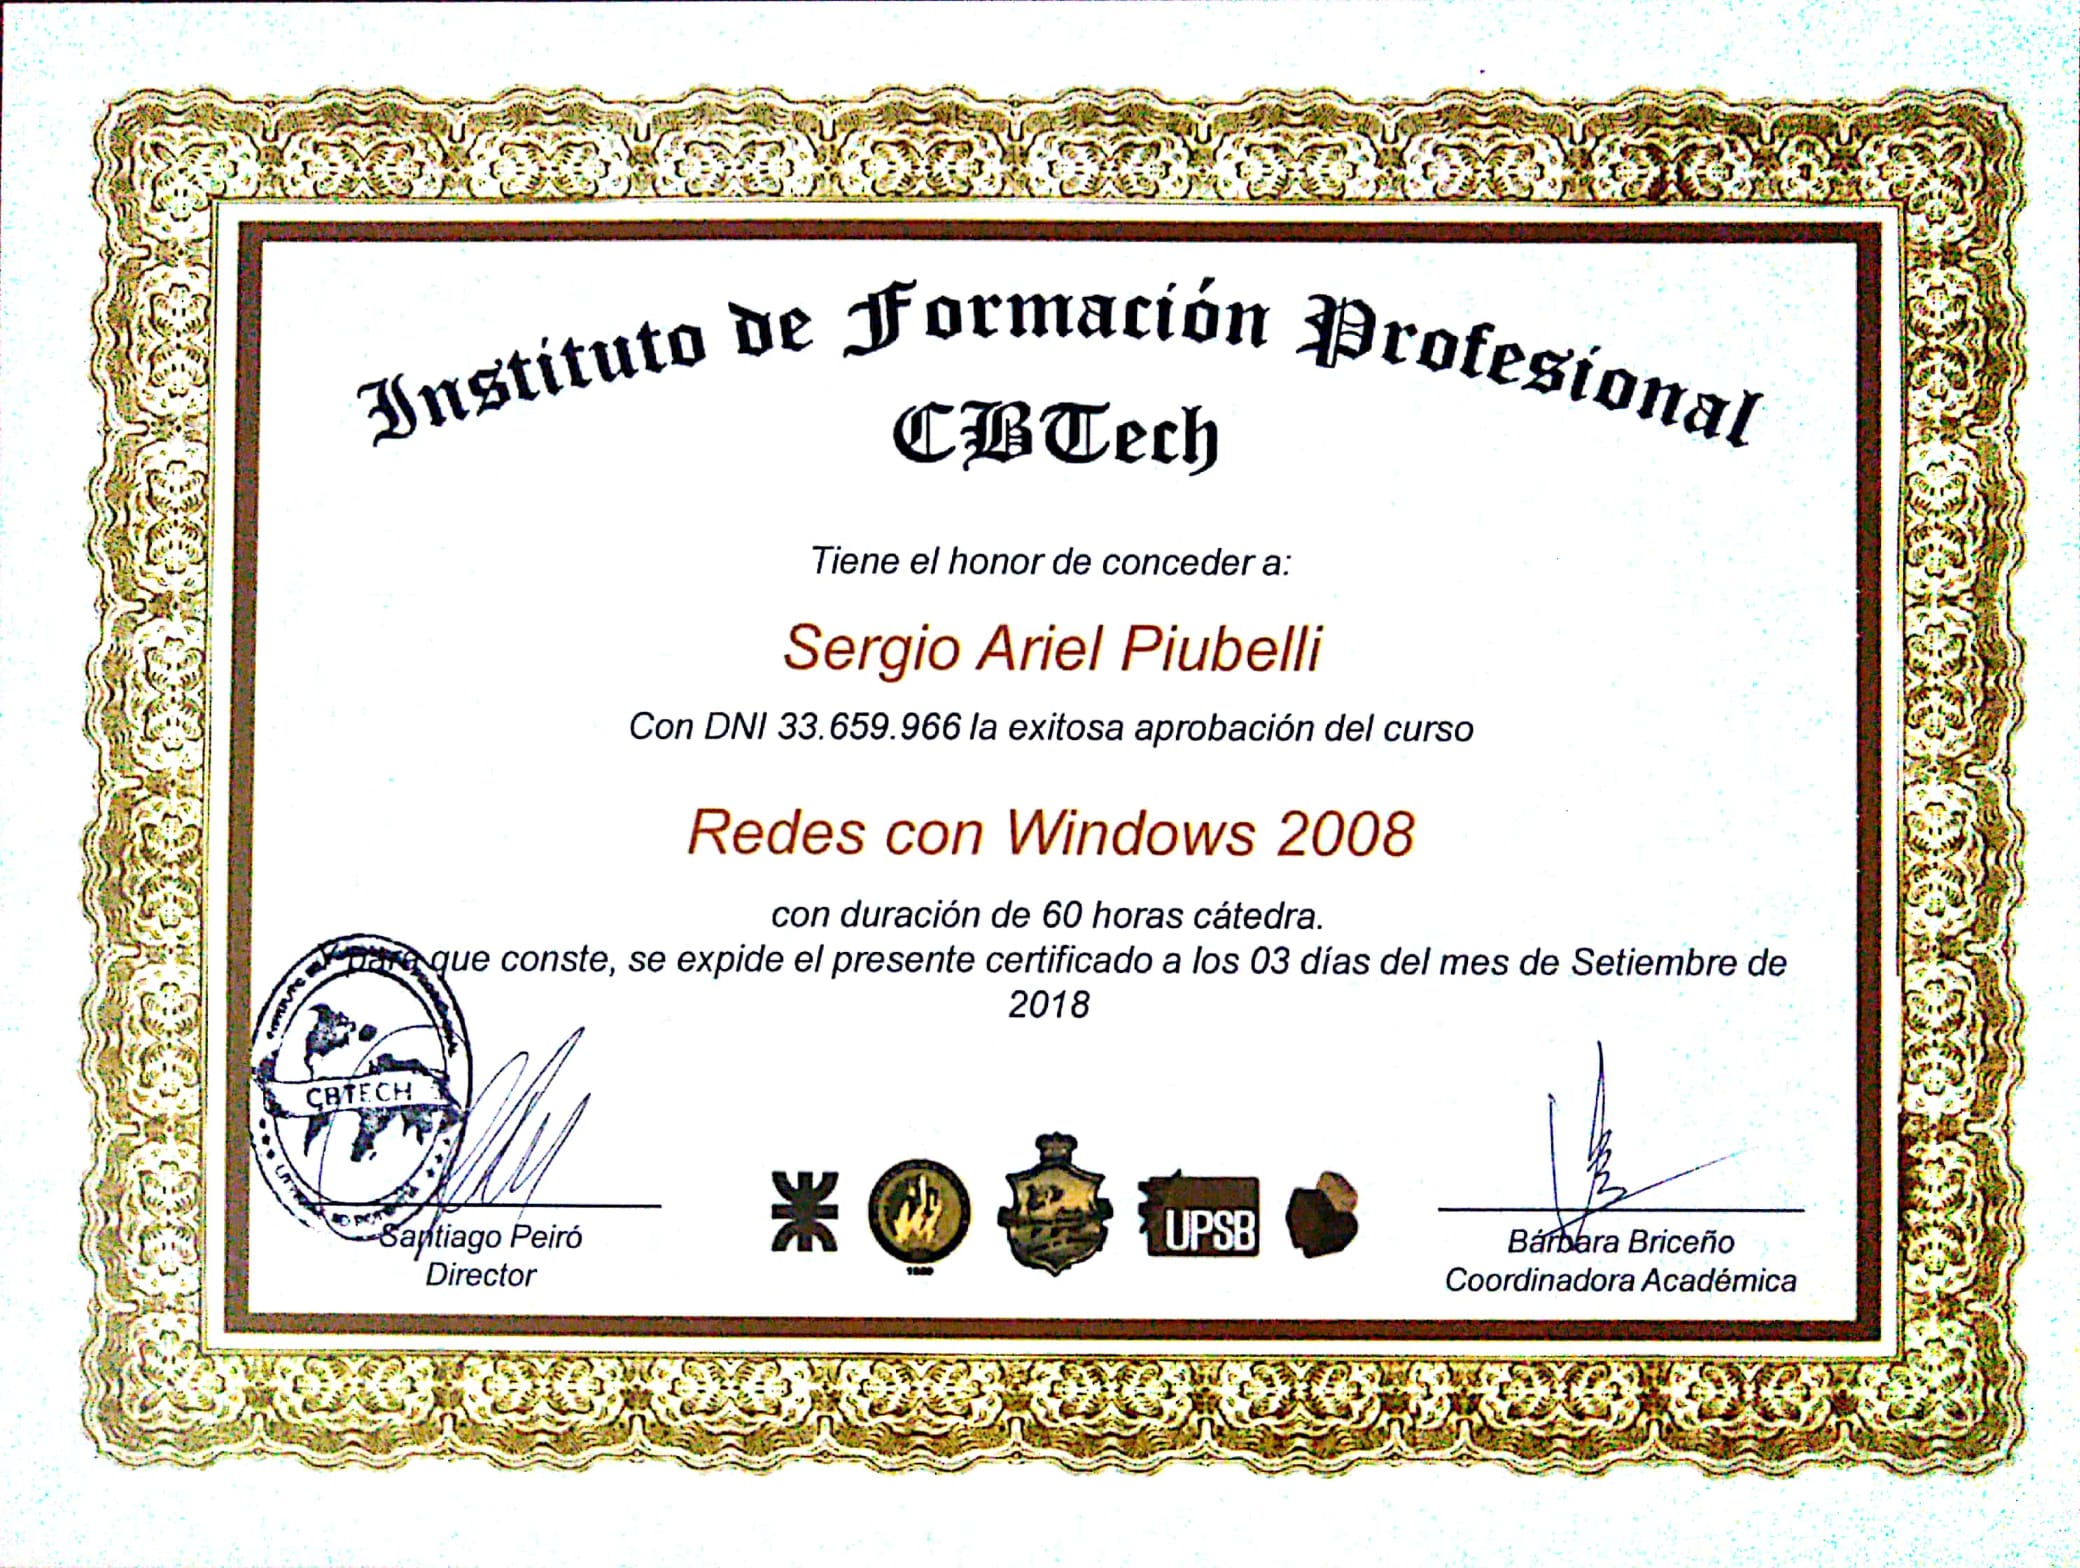 Instituto de Formación Profesional
CBTech
Tiene el honor de conceder a:
Sergio Ariel Piubelli
Con DNI 33.659.966 la exitosa aprobación del curso
Redes con Windows 2008
con duración de 60 horas cátedra.
Y para que conste, se expide el presente certificado a los 03 días del mes de Setiembre de
2018
CBTECH
UPSB
Santiago Peiró
Director
Bárbara Briceño
Coordinadora Académica